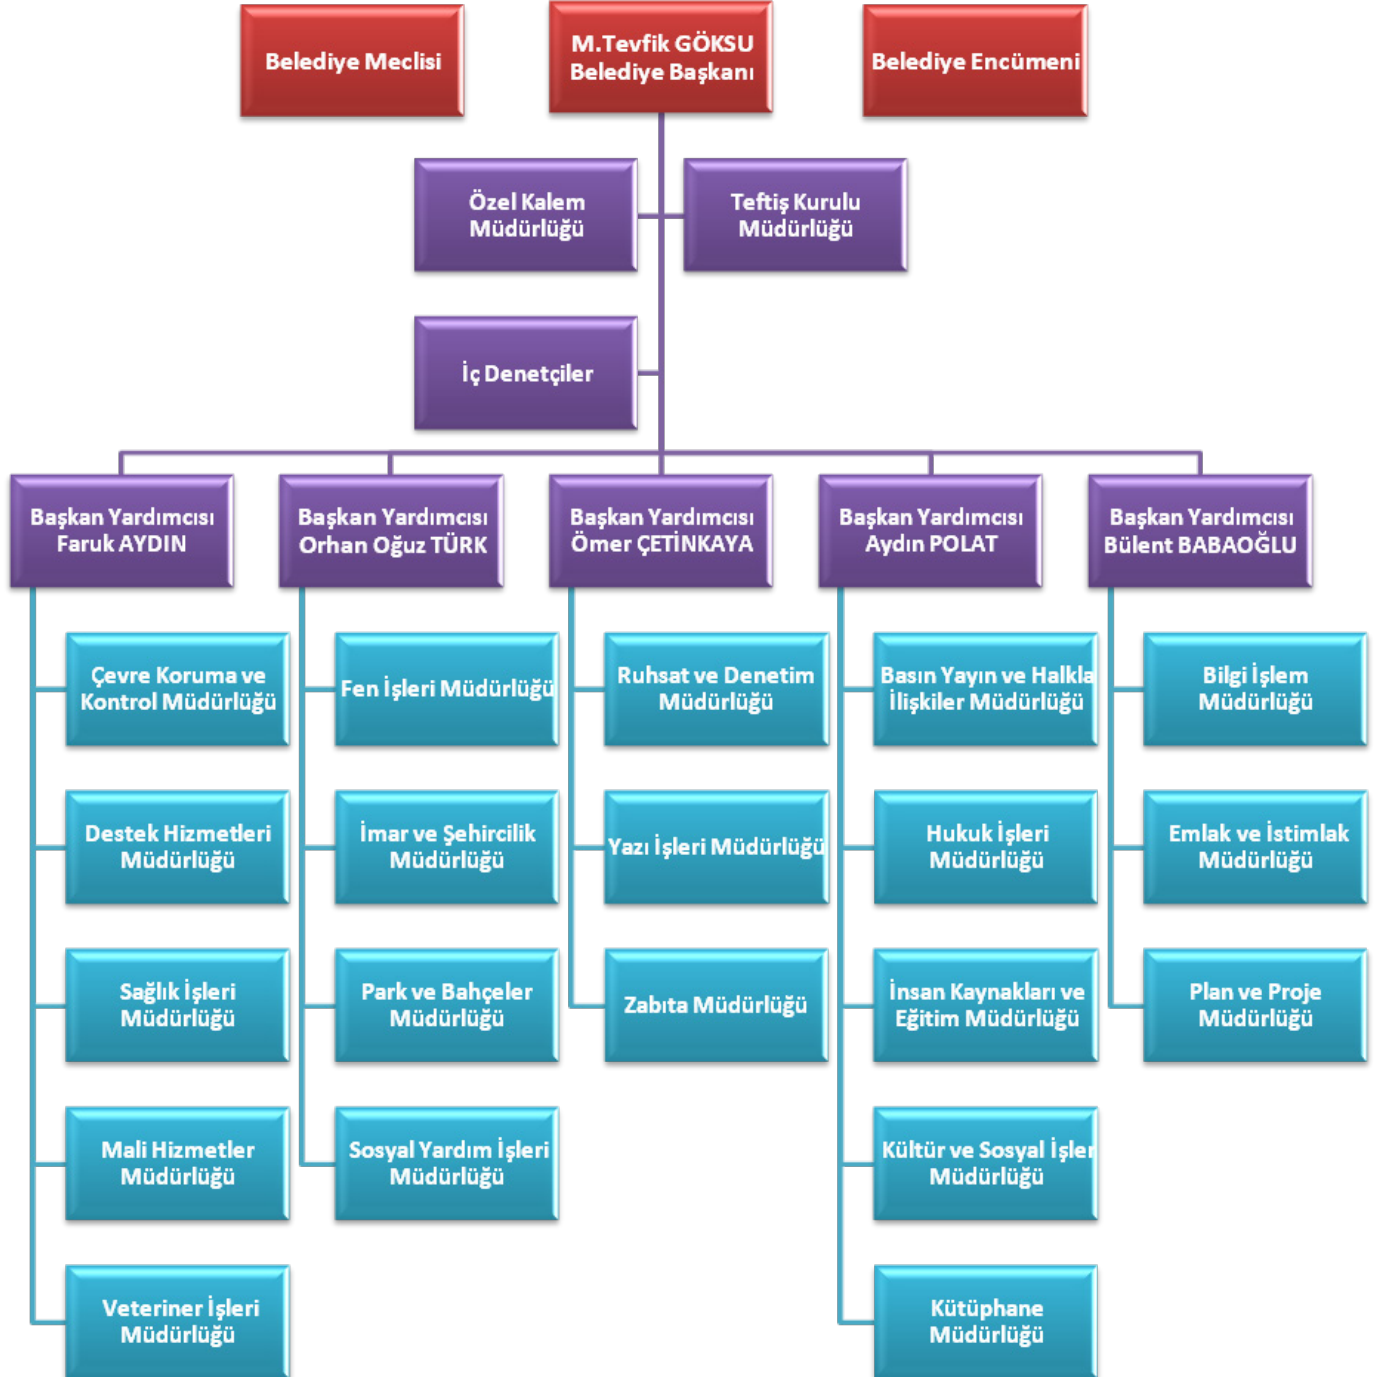 Belediye Meclisi
M.Tevfik GÖKSU
Belediye Başkanı
Belediye Encümeni
Özel Kalem
Müdürlüğü
Teftiş Kurulu
Müdürlüğü
İç Denetçiler
Başkan Yardımcısı
Faruk AYDIN
Başkan Yardımcısı
Orhan Oğuz TÜRK
Başkan Yardımcısı
Ömer ÇETİNKAYA
Başkan Yardımcısı
Aydın POLAT
Başkan Yardımcısı
Bülent BABAOĞLU
Çevre Koruma ve
Kontrol Müdürlüğü
Fen İşleri Müdürlüğü
Ruhsat ve Denetim
Müdürlüğü
Basın Yayın ve Halkla
İlişkiler Müdürlüğü
Bilgi İşlem
Müdürlüğü
Destek Hizmetleri
Müdürlüğü
İmar ve Şehircilik
Müdürlüğü
Yazı İşleri Müdürlüğü
Hukuk İşleri
Müdürlüğü
Emlak ve İstimlak
Müdürlüğü
Sağlık İşleri
Müdürlüğü
Park ve Bahçeler
Müdürlüğü
Zabıta Müdürlüğü
İnsan Kaynakları ve
Eğitim Müdürlüğü
Plan ve Proje
Müdürlüğü
Mali Hizmetler
Müdürlüğü
Sosyal Yardım İşleri
Müdürlüğü
Kültür ve Sosyal İşler
Müdürlüğü
Veteriner İşleri
Müdürlüğü
Kütüphane
Müdürlüğü